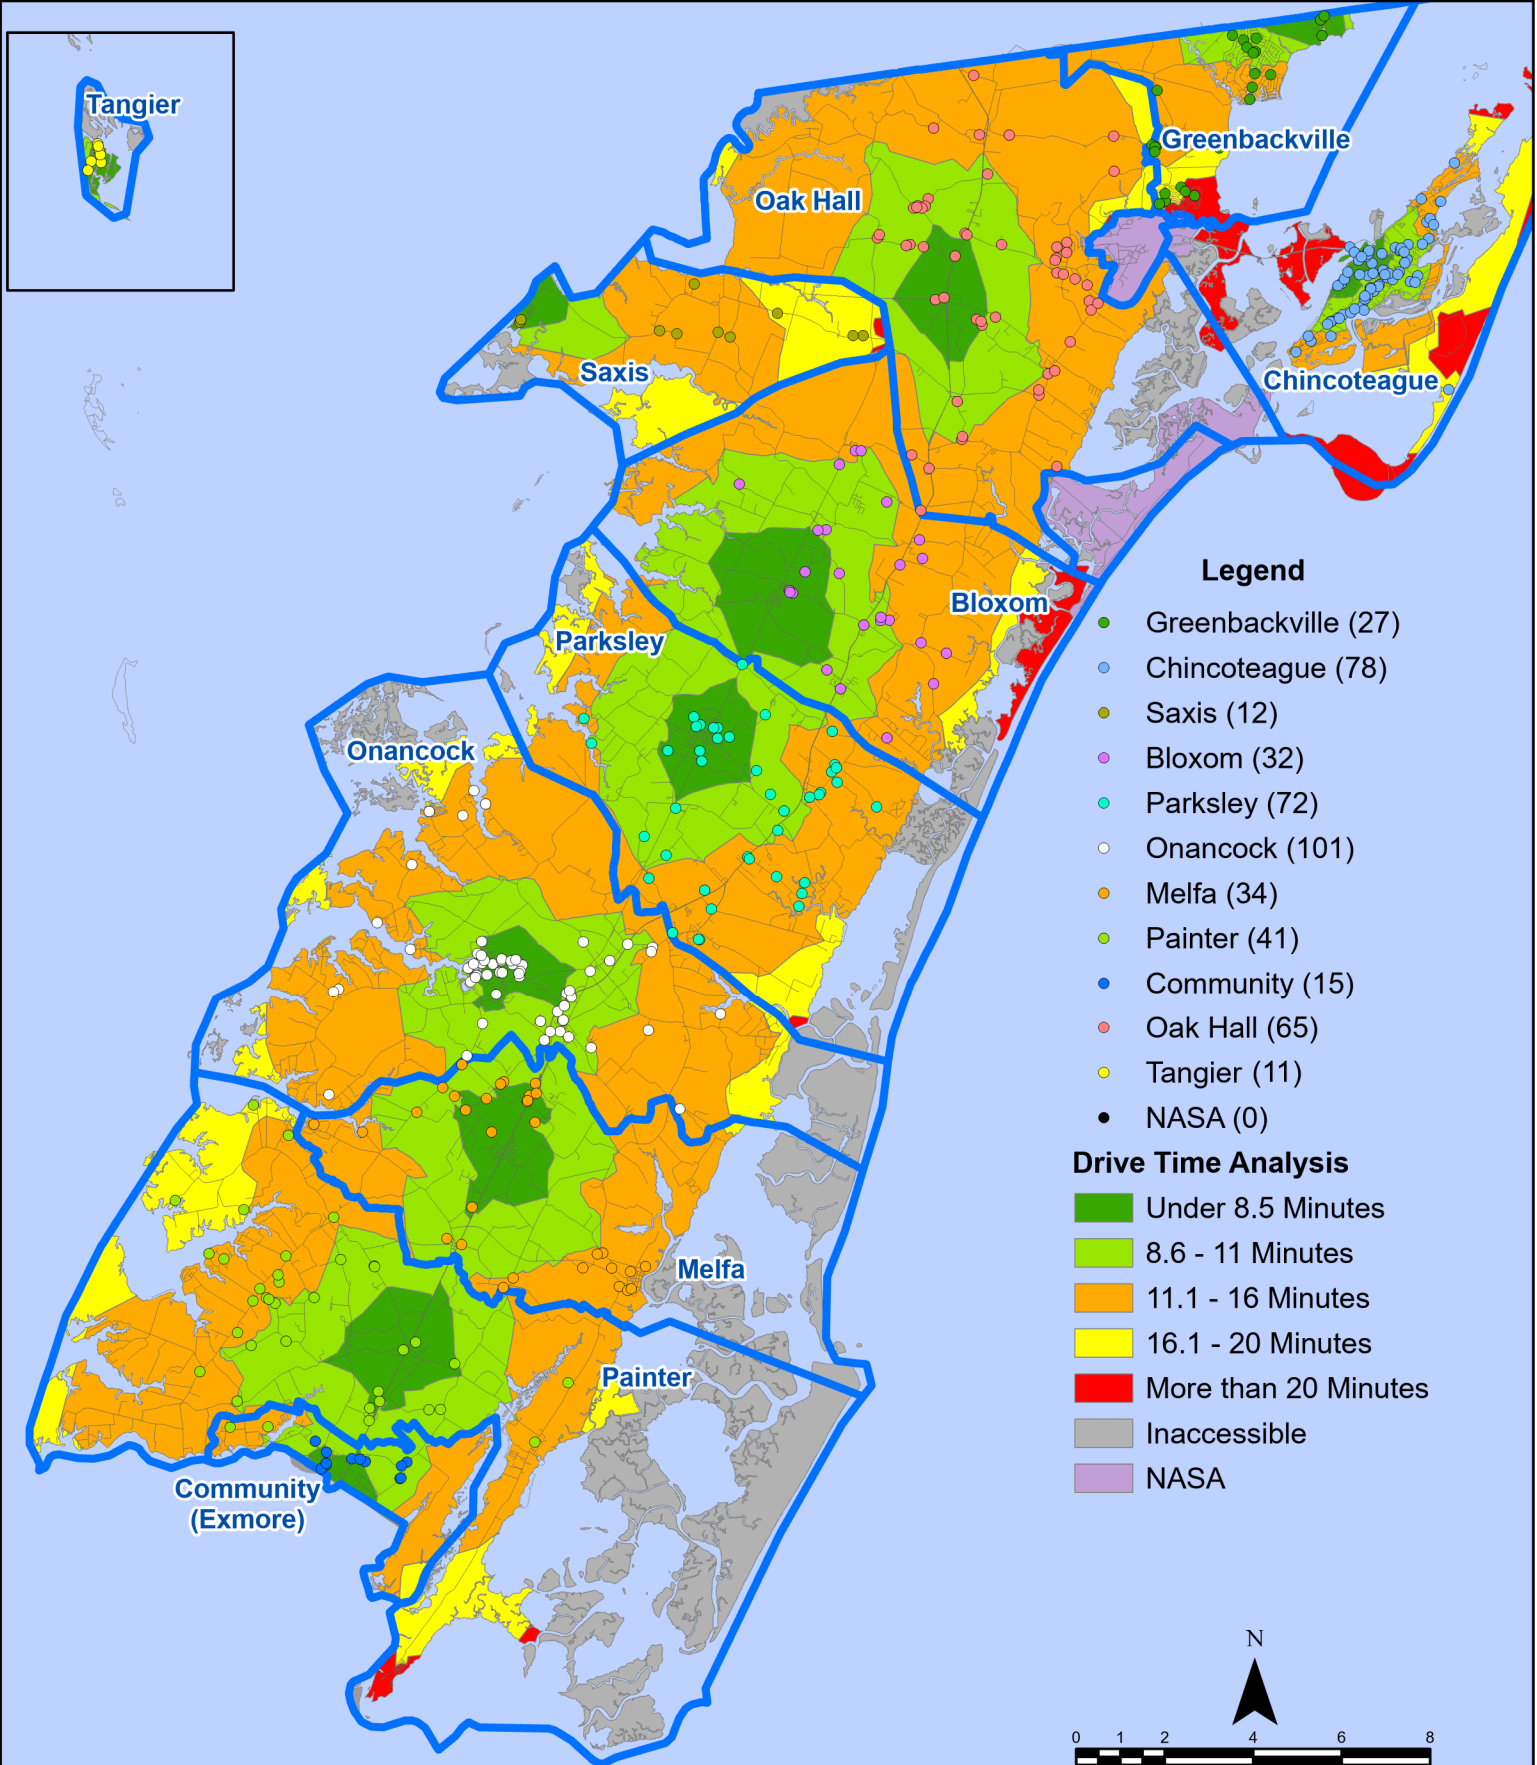 Tangier
Greenbackville
Oak Hall
Saxis
Chincoteague
Bloxom
Parksley
Onancock
Melfa
Painter
Community
(Exmore)
Legend
Greenbackville (27)
Chincoteague (78)
Saxis (12)
Bloxom (32)
Parksley (72)
Onancock (101)
Melfa (34)
Painter (41)
Community (15)
Oak Hall (65)
Tangier (11)
NASA (0)
Drive Time Analysis
Under 8.5 Minutes
8.6 - 11 Minutes
11.1 - 16 Minutes
16.1 - 20 Minutes
More than 20 Minutes
Inaccessible
NASA
N
0 1 2 4 6 8